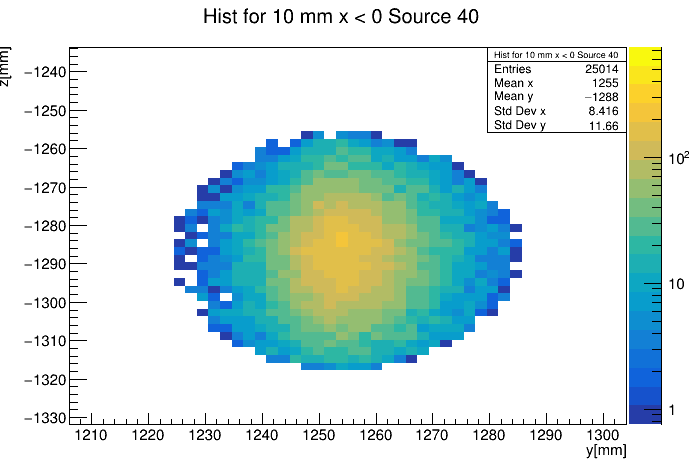 Hist for 10 mm x < 0 Source 40
z[mm]
Hist for 10 mm x < 0 Source 40
Entries 25014
Mean x 1255
Mean y −1288
Std Dev x 8.416
Std Dev y 11.66
−1240
−1250
−1260
−1270
−1280
−1290
−1300
−1310
−1320
−1330
10²
10
1
1210 1220 1230 1240 1250 1260 1270 1280 1290 1300
y[mm]